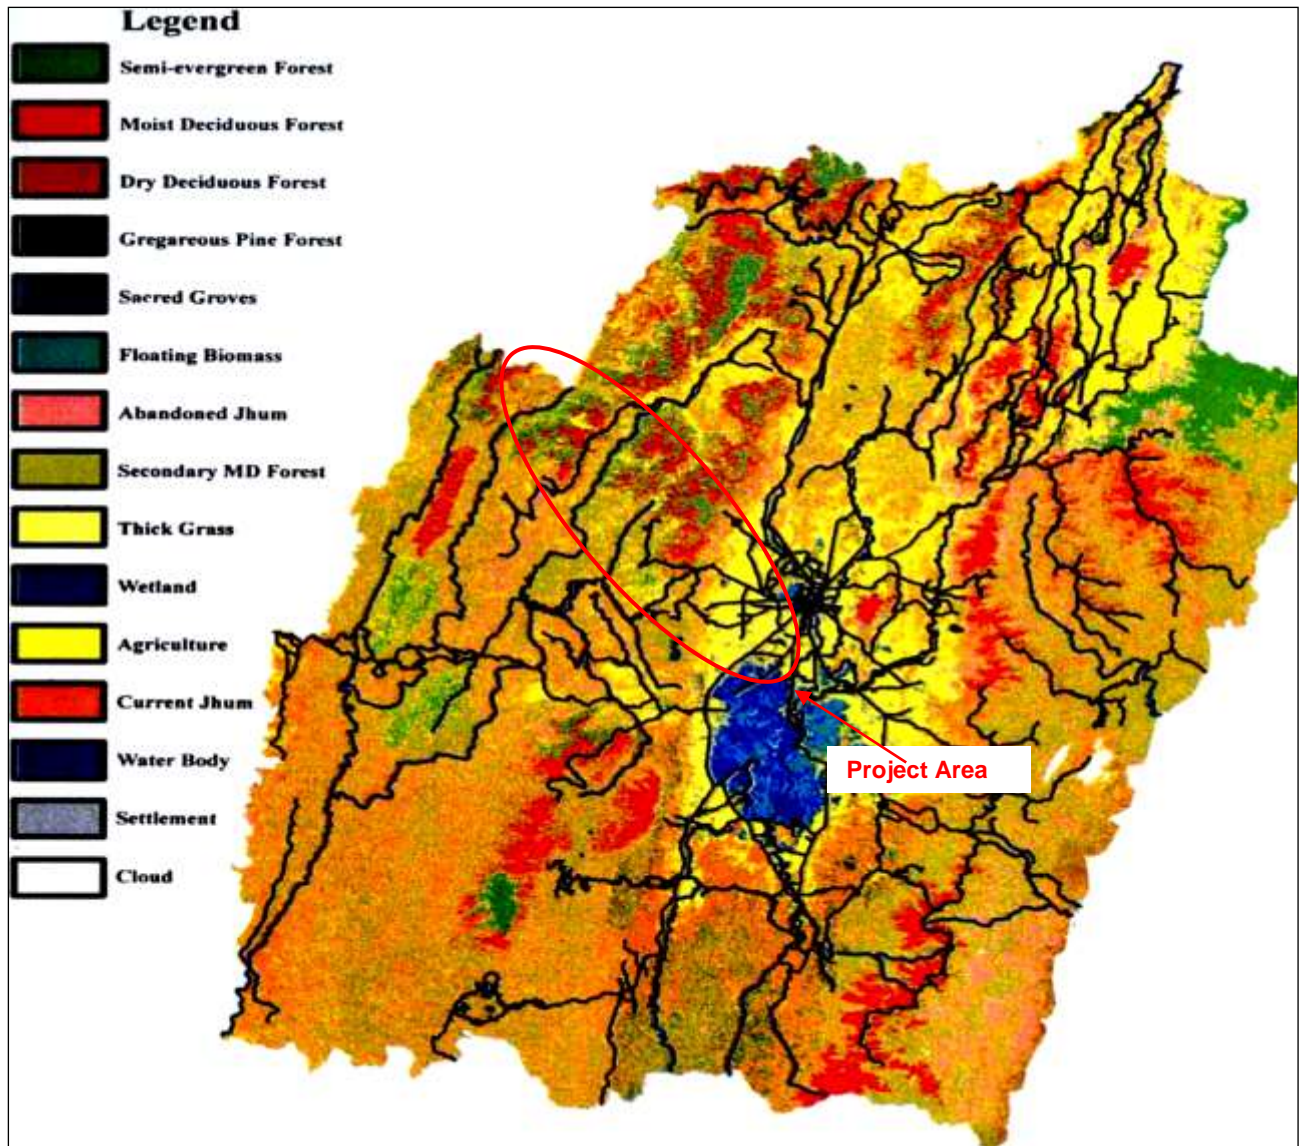 Legend
Semi-evergreen Forest
Moist Deciduous Forest
Dry Deciduous Forest
Gregareous Pine Forest
Sacred Groves
Floating Biomass
Abandoned Jhum
Secondary MD Forest
Thick Grass
Wetland
Agriculture
Current Jhum
Water Body
Settlement
Cloud
Project Area